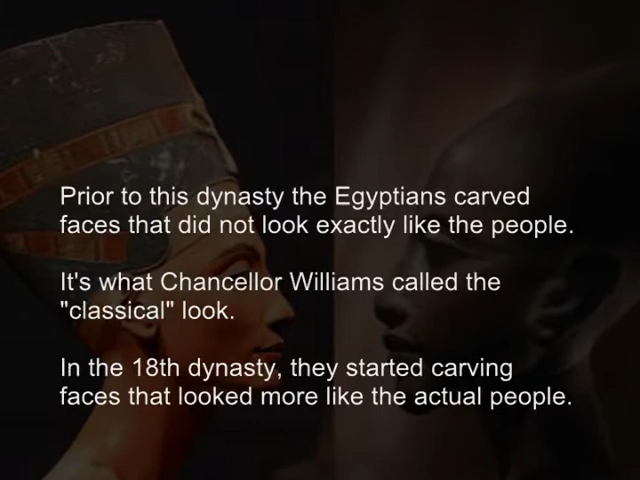 Prior to this dynasty the Egyptians carved
faces that did not look exactly like the people.
It's what Chancellor Williams called the
"classical" look.
In the 18th dynasty, they started carving
faces that looked more like the actual people.